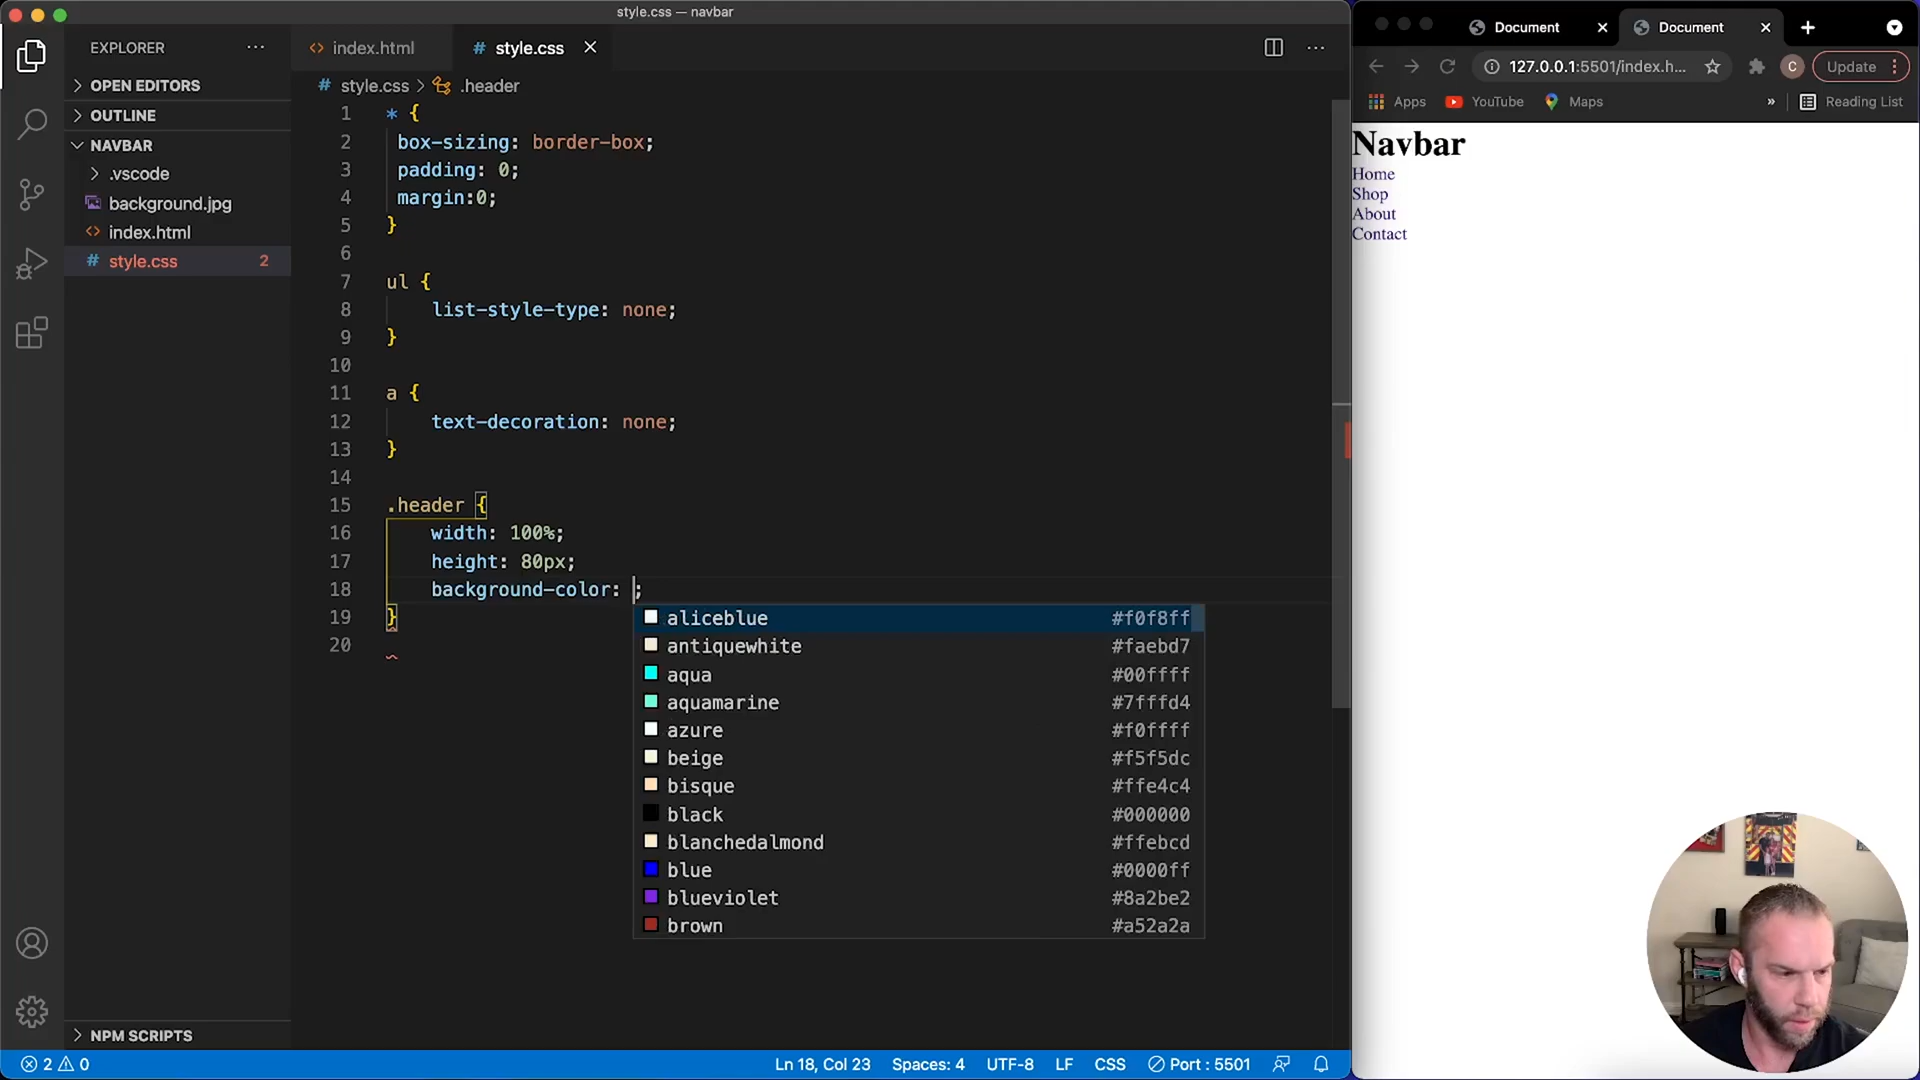 style.css — navbar
EXPLORER
OPEN EDITORS
OUTLINE
NAVBAR
.vscode
background.jpg
index.html
style.css 2
NPM SCRIPTS
index.html
style.css
style.css > .header
1 * {
2 box-sizing: border-box;
3 padding: 0;
4 margin:0;
5 }
6
7 ul {
8 list-style-type: none;
9 }
10
11 a {
12 text-decoration: none;
13 }
14
15 .header {
16 width: 100%;
17 height: 80px;
18 background-color: ;
19 }
20
aliceblue #f0f8ff
antiquewhite #faebd7
aqua #00ffff
aquamarine #7fffd4
azure #f0ffff
beige #f5f5dc
bisque #ffe4c4
black #000000
blanchedalmond #ffebcd
blue #0000ff
blueviolet #8a2be2
brown #a52a2a
2 0
Ln 18, Col 23 Spaces: 4 UTF-8 LF CSS Port : 5501
Document
Document
127.0.0.1:5501/index.h...
C
Update
Apps YouTube Maps » Reading List
Navbar
Home
Shop
About
Contact